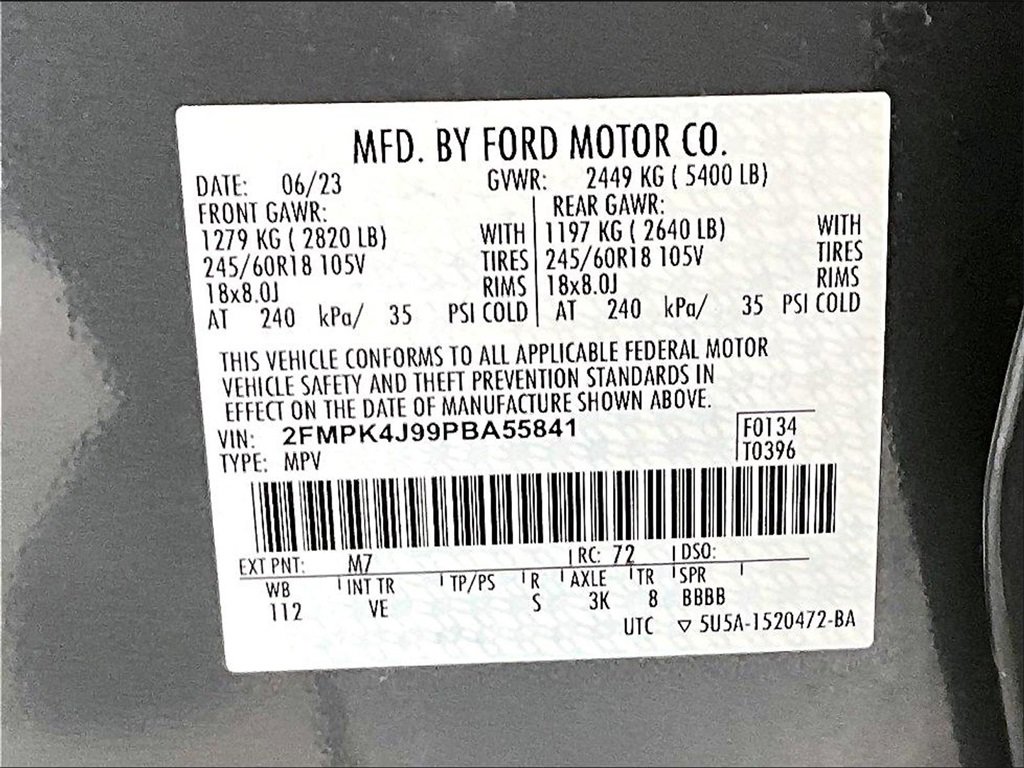 MFD. BY FORD MOTOR CO.
DATE: 06/23 GVWR: 2449 KG ( 5400 LB)
FRONT GAWR: REAR GAWR:
1279 KG ( 2820 LB) WITH 1197 KG ( 2640 LB) WITH
245/60R18 105V TIRES 245/60R18 105V TIRES
18x8.0J RIMS 18x8.0J RIMS
AT 240 kPa/ 35 PSI COLD AT 240 kPa/ 35 PSI COLD
THIS VEHICLE CONFORMS TO ALL APPLICABLE FEDERAL MOTOR
VEHICLE SAFETY AND THEFT PREVENTION STANDARDS IN
EFFECT ON THE DATE OF MANUFACTURE SHOWN ABOVE.
VIN: 2FMPK4J99PBA55841 F0134
TYPE: MPV T0396
EXT PNT: M7 RC: 72 DSO:
WB INT TR TP/PS R AXLE TR SPR
112 VE S 3K 8 BBBB
UTC ▽ 5U5A-1520472-BA